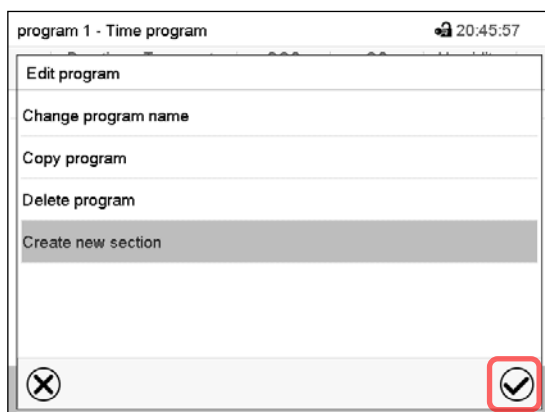 program 1 - Time program 20:45:57
Edit program
Change program name
Copy program
Delete program
Create new section